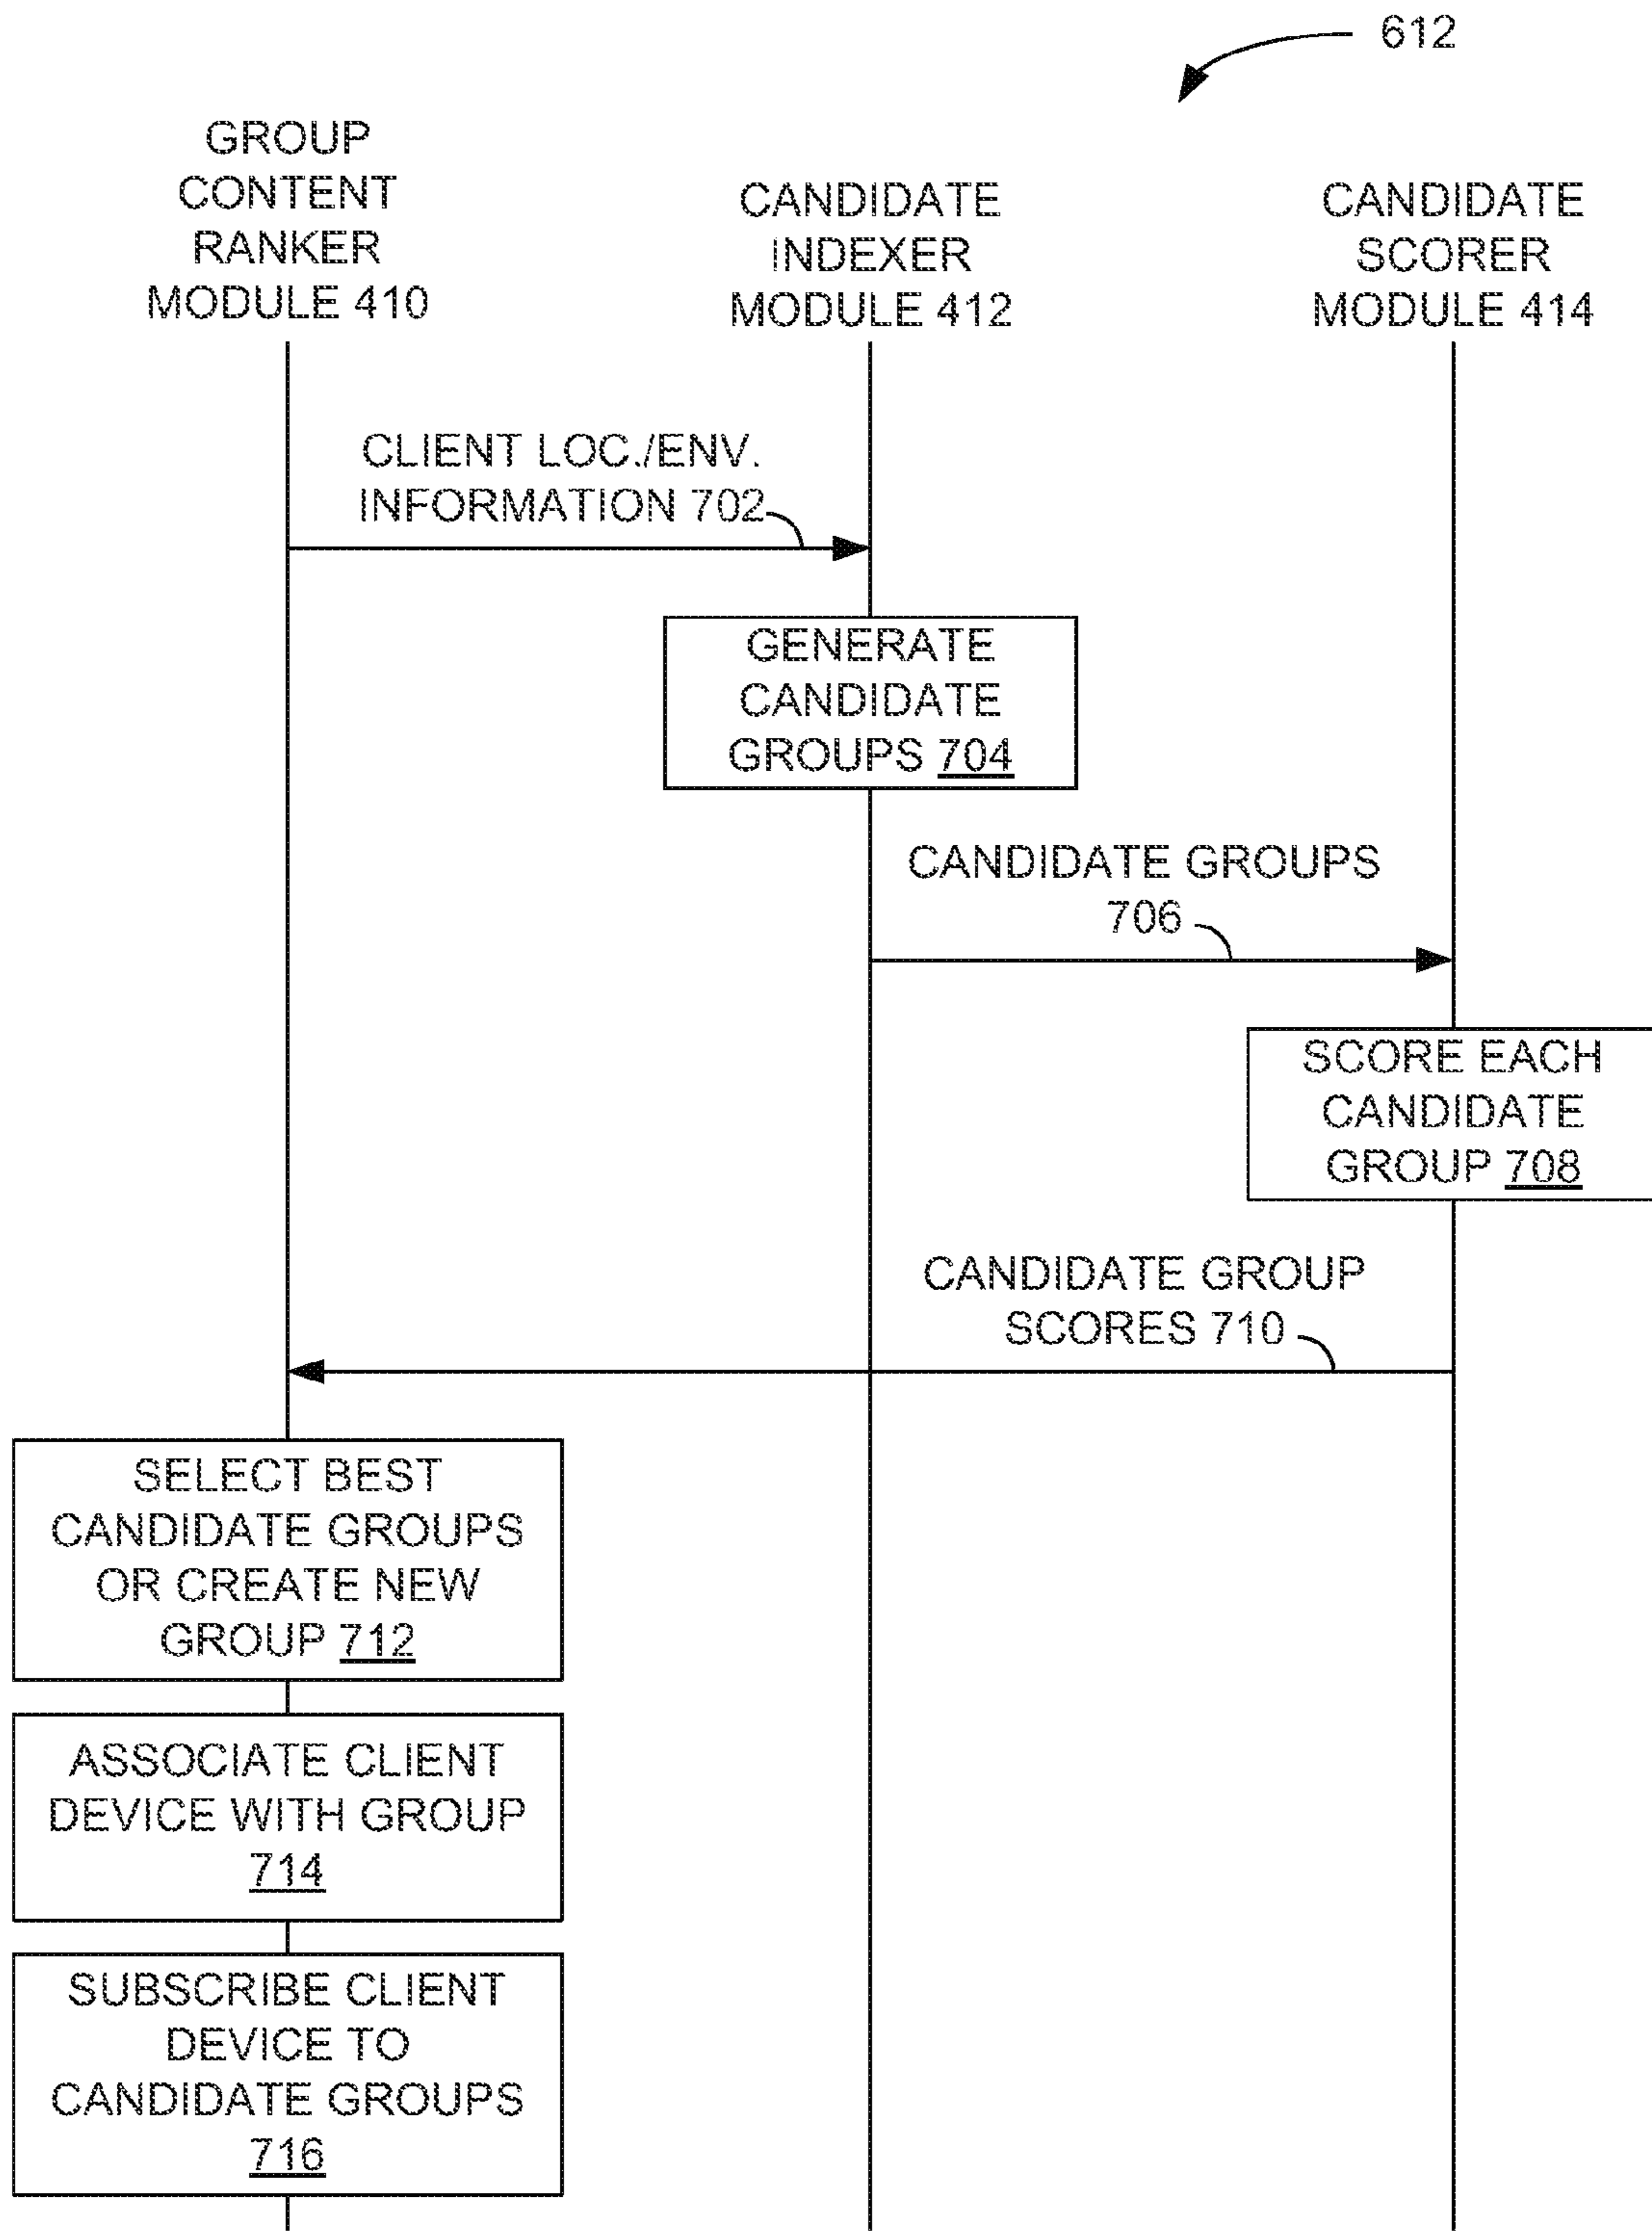 612
GROUP
CONTENT
RANKER
MODULE 410
CANDIDATE
INDEXER
MODULE 412
CANDIDATE
SCORER
MODULE 414
CLIENT LOC./ENV.
INFORMATION 702
GENERATE
CANDIDATE
GROUPS 704
CANDIDATE GROUPS
706
SCORE EACH
CANDIDATE
GROUP 708
CANDIDATE GROUP
SCORES 710
SELECT BEST
CANDIDATE GROUPS
OR CREATE NEW
GROUP 712
ASSOCIATE CLIENT
DEVICE WITH GROUP
714
SUBSCRIBE CLIENT
DEVICE TO
CANDIDATE GROUPS
716